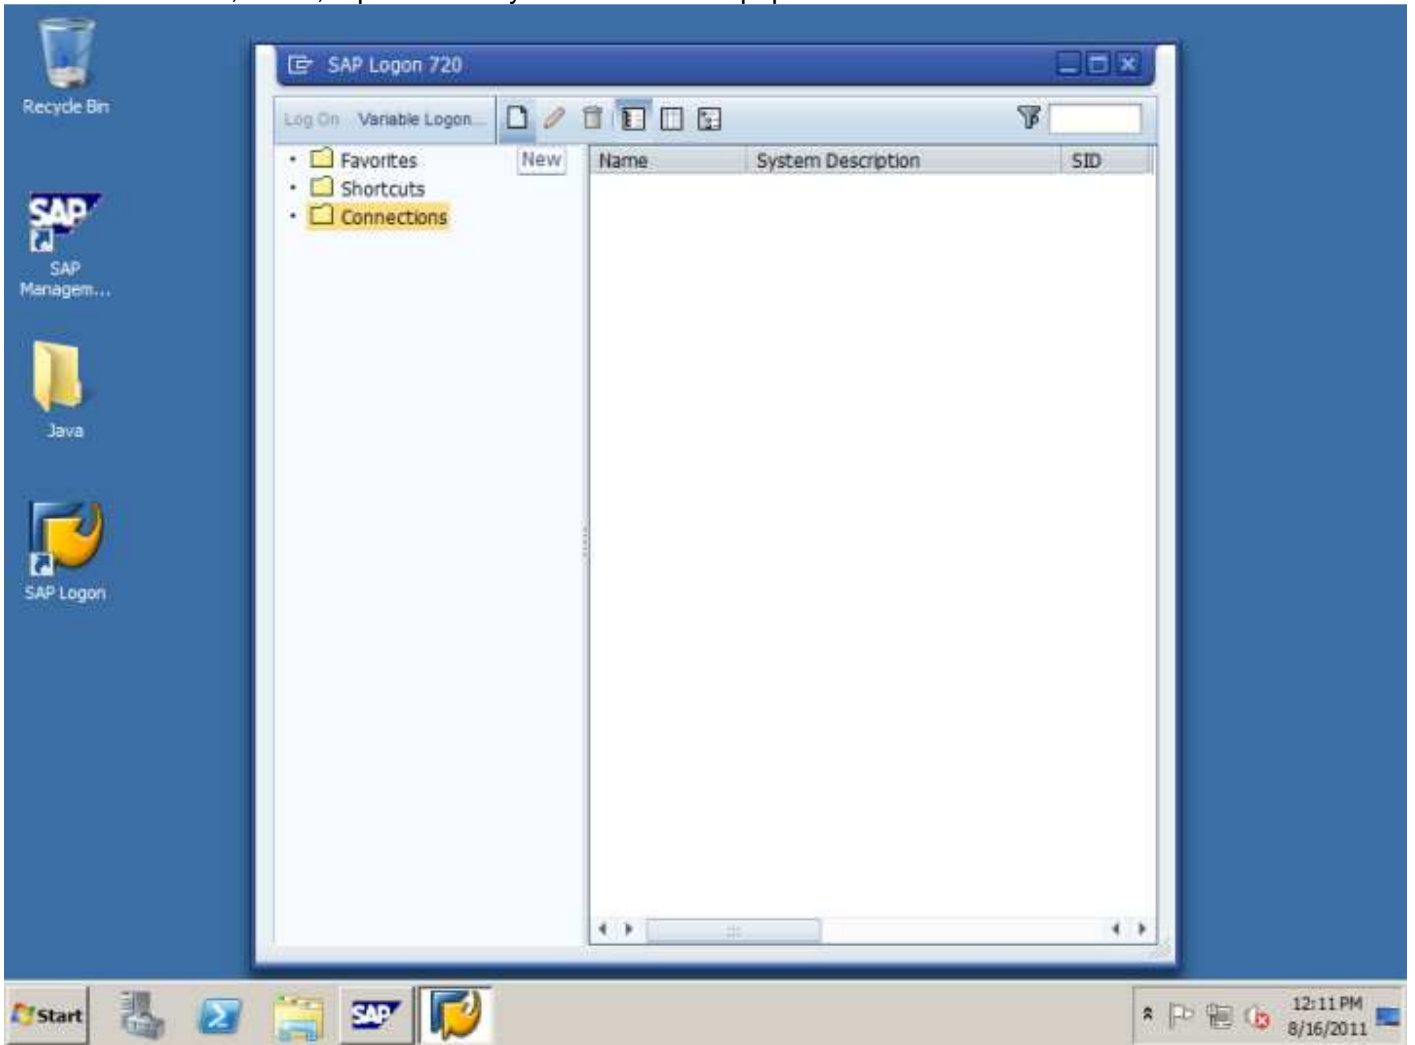 SAP Logon 720
Recycle Bin
Log On Variable Logon...
New
Favorites
Shortcuts
Connections
Name System Description SID
SAP
SAP
Managem...
Java
SAP Logon
Start
SAP
12:11 PM
8/16/2011